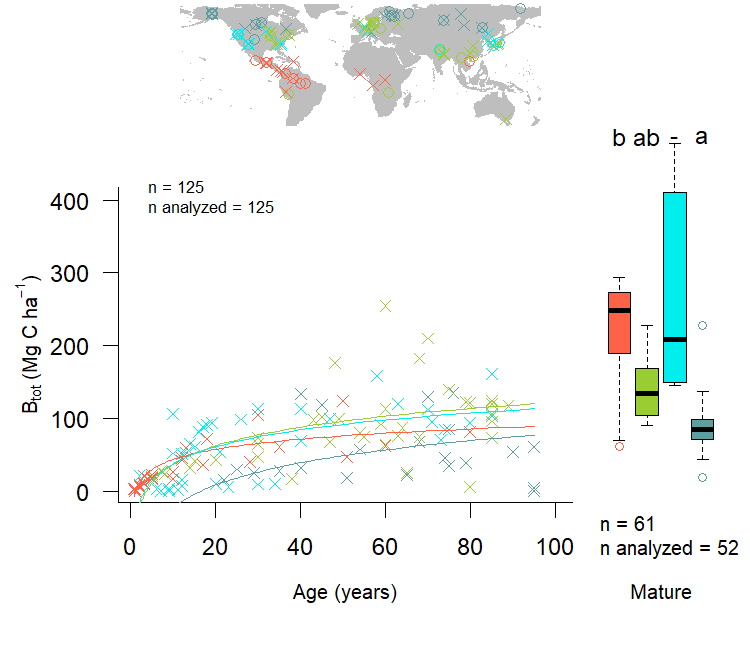 b ab - a
n = 125
n analyzed = 125
400
300
200
100
0
B_tot (Mg C ha⁻¹)
0 20 40 60 80 100
Age (years)
n = 61
n analyzed = 52
Mature